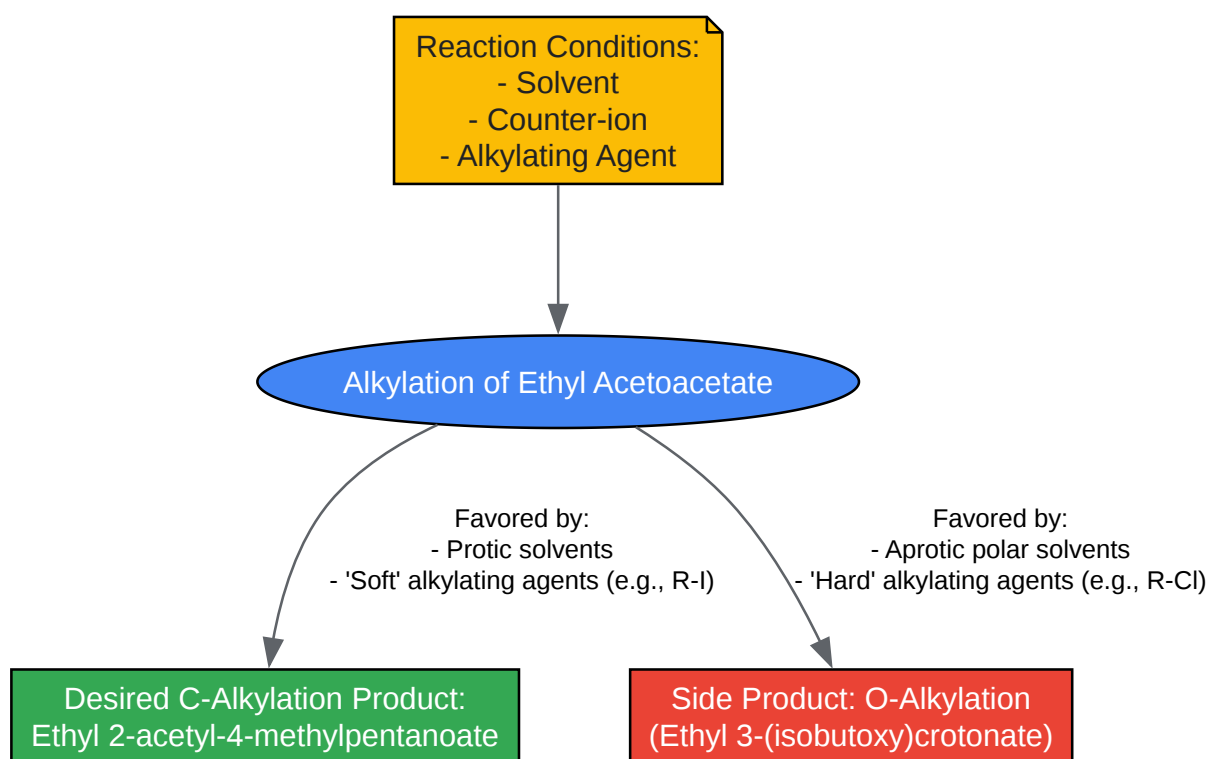 Reaction Conditions:
- Solvent
- Counter-ion
- Alkylating Agent
Alkylation of Ethyl Acetoacetate
Favored by:
- Protic solvents
- 'Soft' alkylating agents (e.g., R-I)
Favored by:
- Aprotic polar solvents
- 'Hard' alkylating agents (e.g., R-Cl)
Desired C-Alkylation Product:
Ethyl 2-acetyl-4-methylpentanoate
Side Product: O-Alkylation
(Ethyl 3-(isobutoxy)crotonate)